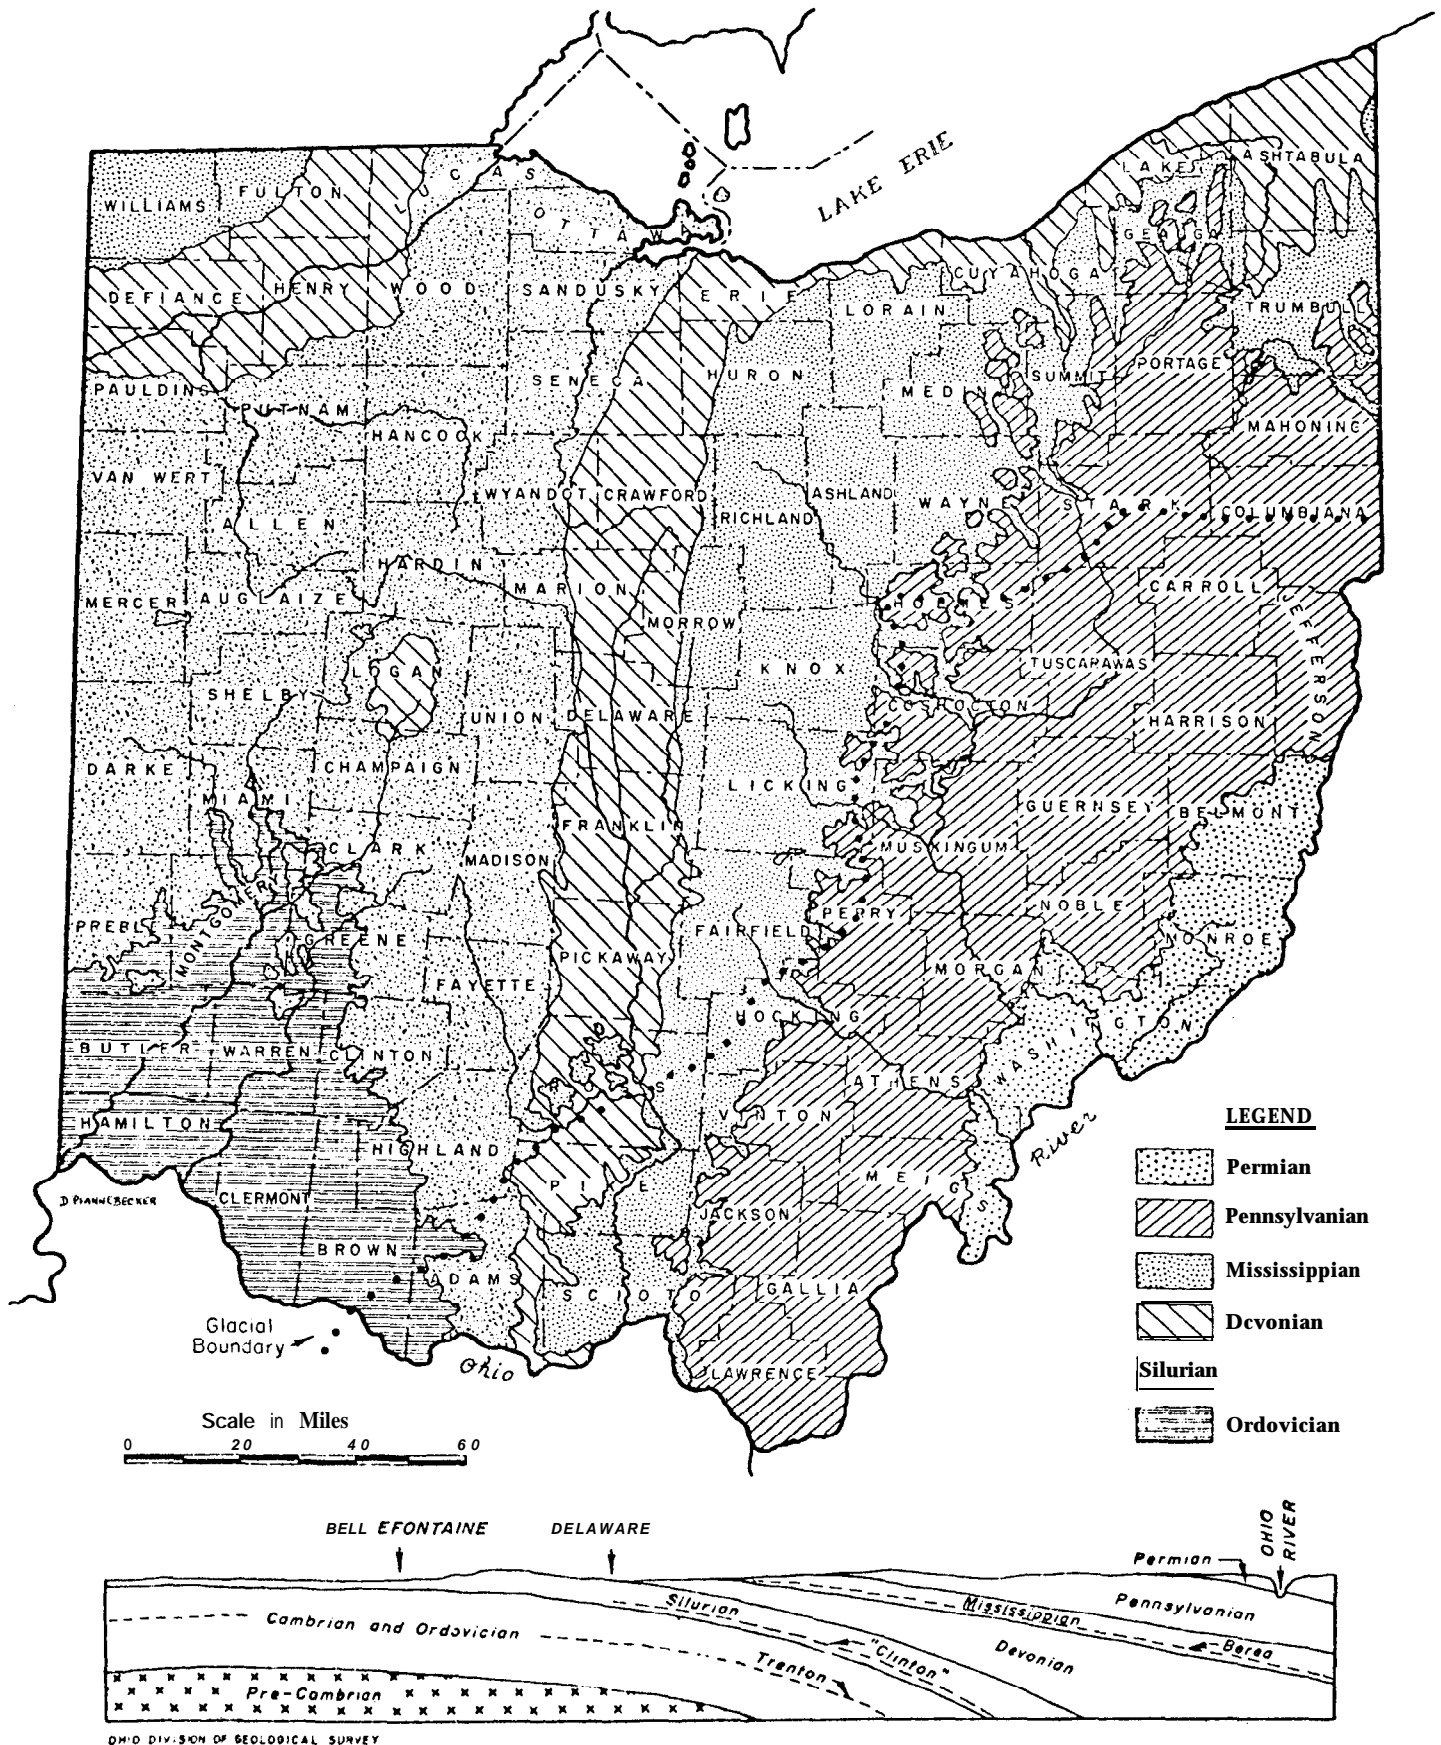 LAKE ERIE
WILLIAMS
FULTON
LUCAS
OTTAWA
LAKE
ASHTABULA
GEAUGA
CUYAHOGA
DEFIANCE
HENRY
WOOD
SANDUSKY
ERIE
LORAIN
TRUMBULL
PAULDING
PUTNAM
SENECA
HURON
MEDIN
SUMMIT
PORTAGE
HANCOCK
MAHONING
VAN WERT
ALLEN
WYANDOT
CRAWFORD
RICHLAND
ASHLAND
WAYN
STARK
COLUMBIANA
MERCER
AUGLAIZE
HARDIN
MARION
MORROW
HOLMES
CARROLL
JEFFERSON
LOGAN
SHELBY
UNION
DELAWARE
KNOX
COSHOCTON
TUSCARAWAS
HARRISON
DARKE
MIAMI
CHAMPAIGN
LICKING
GUERNSEY
BELMONT
CLARK
MADISON
FRANKLIN
MUSKINGUM
PREBLE
MONTGOMERY
GREENE
FAYETTE
PICKAWAY
FAIRFIELD
PERRY
NOBLE
MONROE
MORGAN
HOCKING
WASHINGTON
BUTLER
WARREN
CLINTON
ROSS
ATHENS
HAMILTON
HIGHLAND
VINTON
PIKE
MEIGS
CLERMONT
JACKSON
BROWN
ADAMS
SCIOTO
GALLIA
LAWRENCE
D PFANNEBECKER
Glacial
Boundary
Ohio
River
LEGEND
Permian
Pennsylvanian
Mississippian
Dcvonian
Silurian
Ordovician
Scale in Miles
0 20 40 60
BELL EFONTAINE DELAWARE OHIO RIVER
Permian
Silurian Mississippian Pennsylvanian
Cambrian and Ordovician
"Clinton" Devonian Berea
Trenton
Pre-Cambrian
OHIO DIVISION OF GEOLOGICAL SURVEY